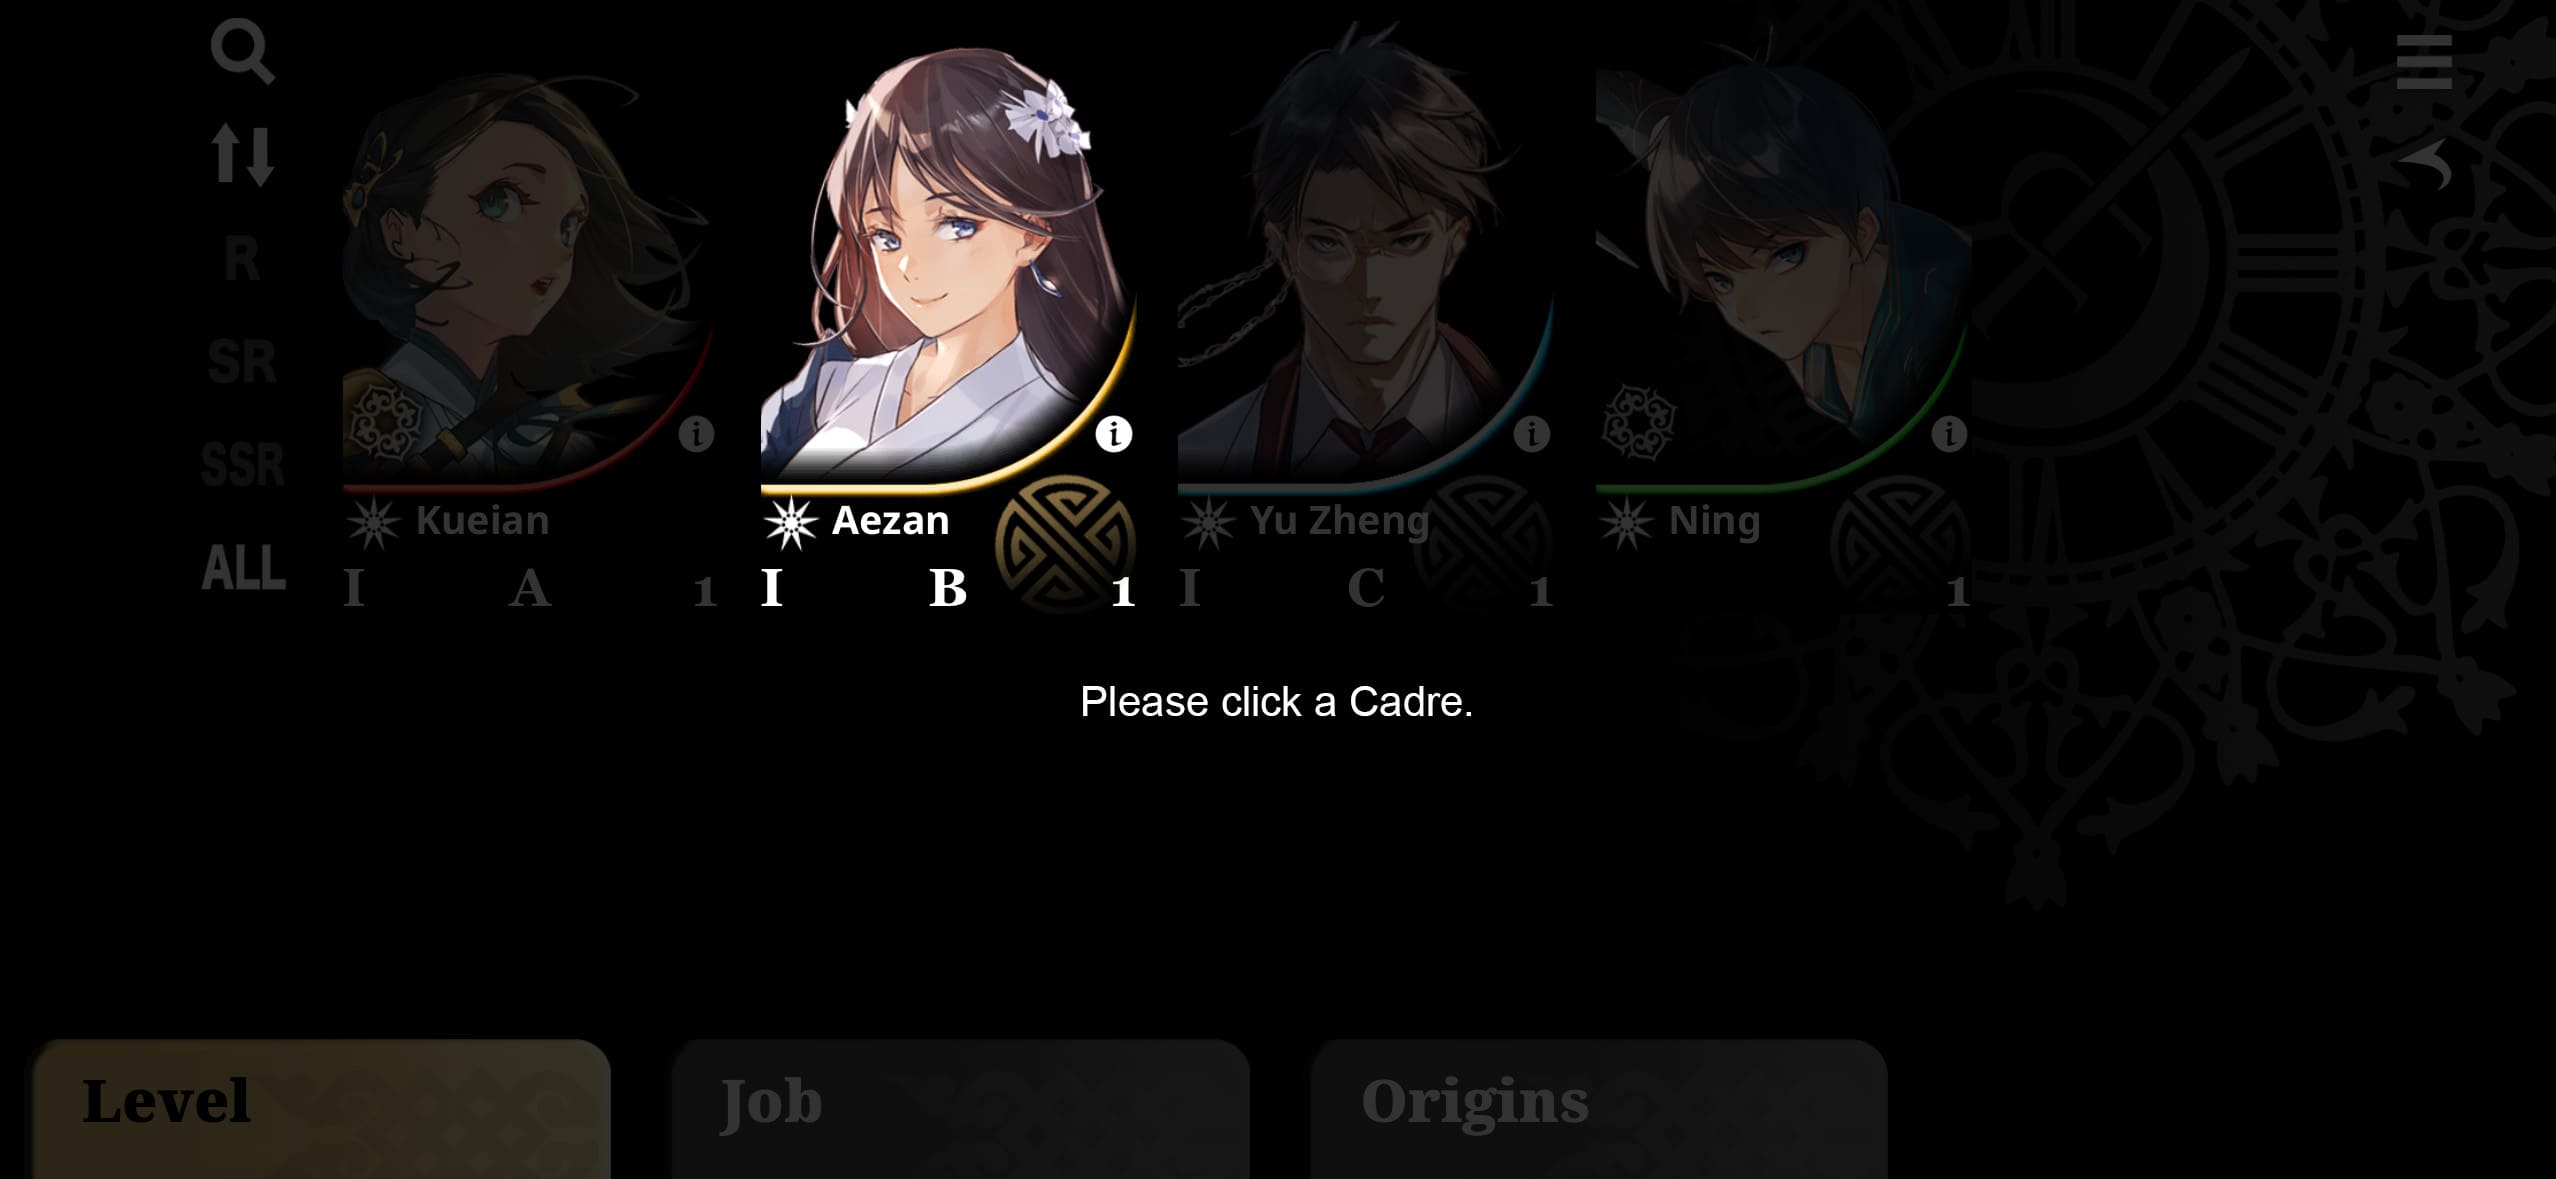 R
SR
SSR
ALL
Kueian
I A 1
Aezan
I B 1
Yu Zheng
I C 1
Ning
1
Please click a Cadre.
Level
Job
Origins